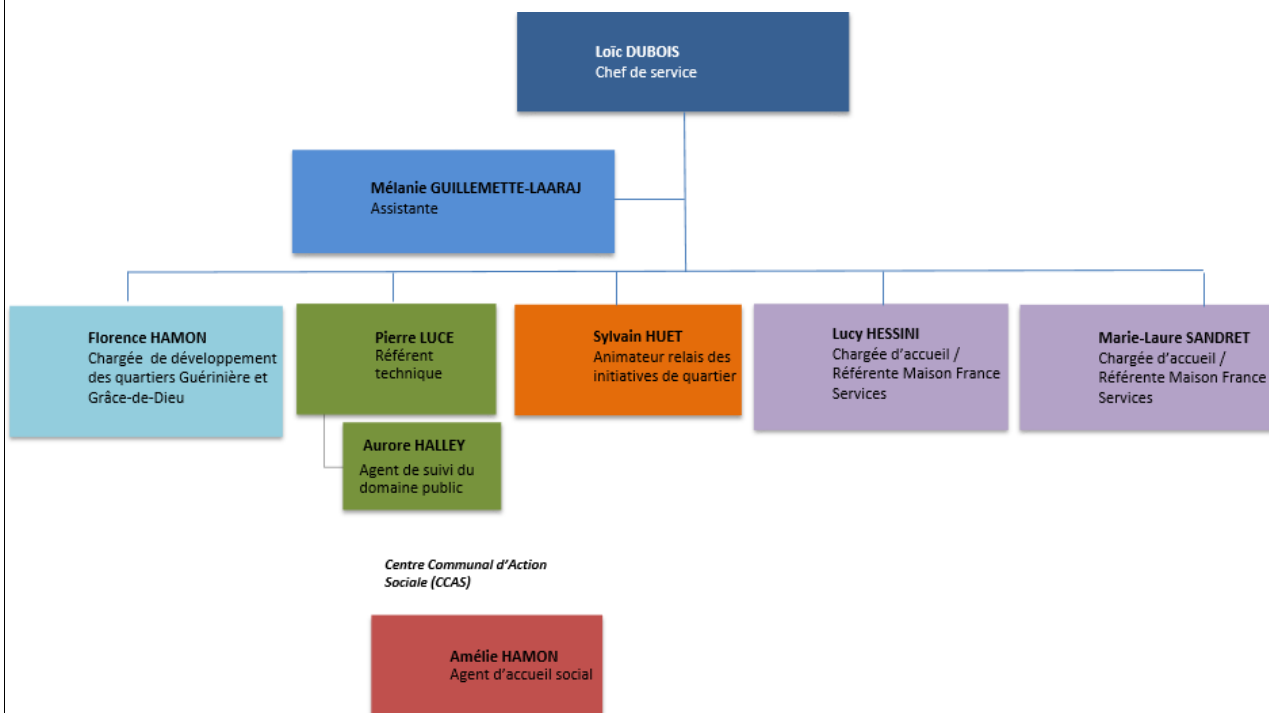 Loïc DUBOIS
Chef de service
Mélanie GUILLEMETTE-LAARAJ
Assistante
Florence HAMON
Chargée de développement
des quartiers Guérinière et
Grâce-de-Dieu
Pierre LUCE
Référent
technique
Sylvain HUET
Animateur relais des
initiatives de quartier
Lucy HESSINI
Chargée d'accueil /
Référente Maison France
Services
Marie-Laure SANDRET
Chargée d'accueil /
Référente Maison France
Services
Aurore HALLEY
Agent de suivi du
domaine public
Centre Communal d'Action
Sociale (CCAS)
Amélie HAMON
Agent d'accueil social